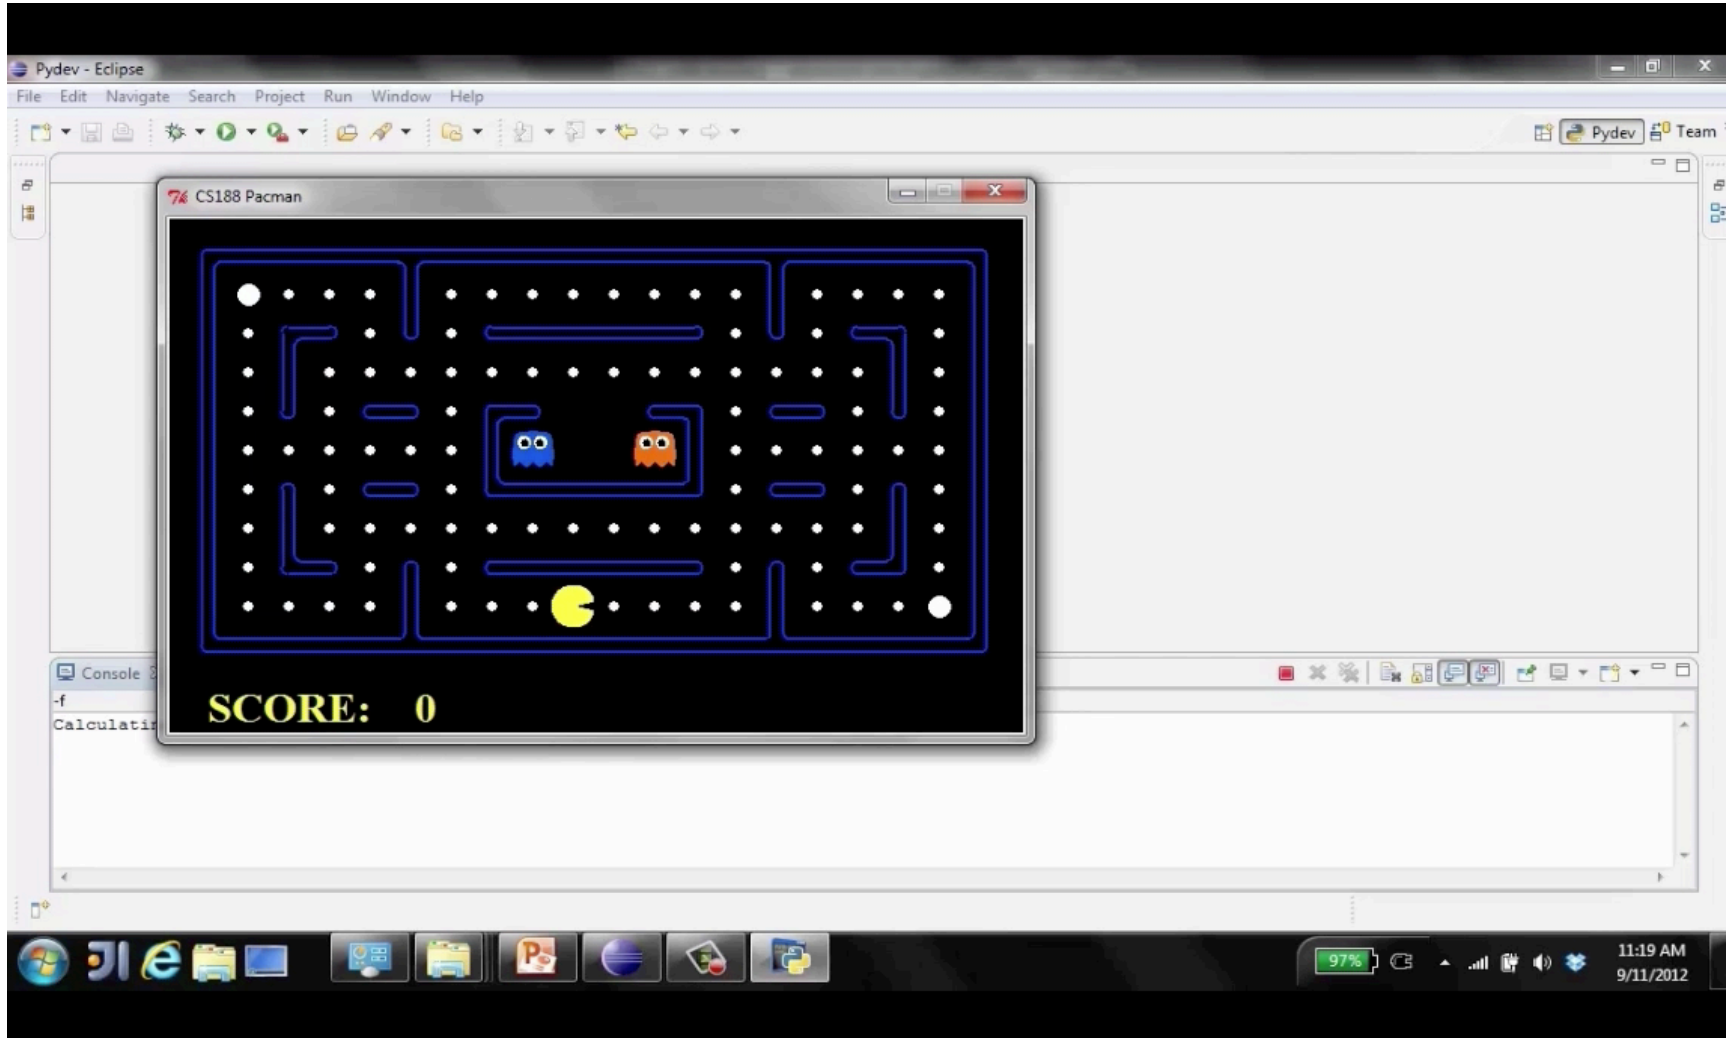 Pydev - Eclipse
File Edit Navigate Search Project Run Window Help
Pydev Team
CS188 Pacman
SCORE: 0
Console
-f
97%
11:19 AM
9/11/2012